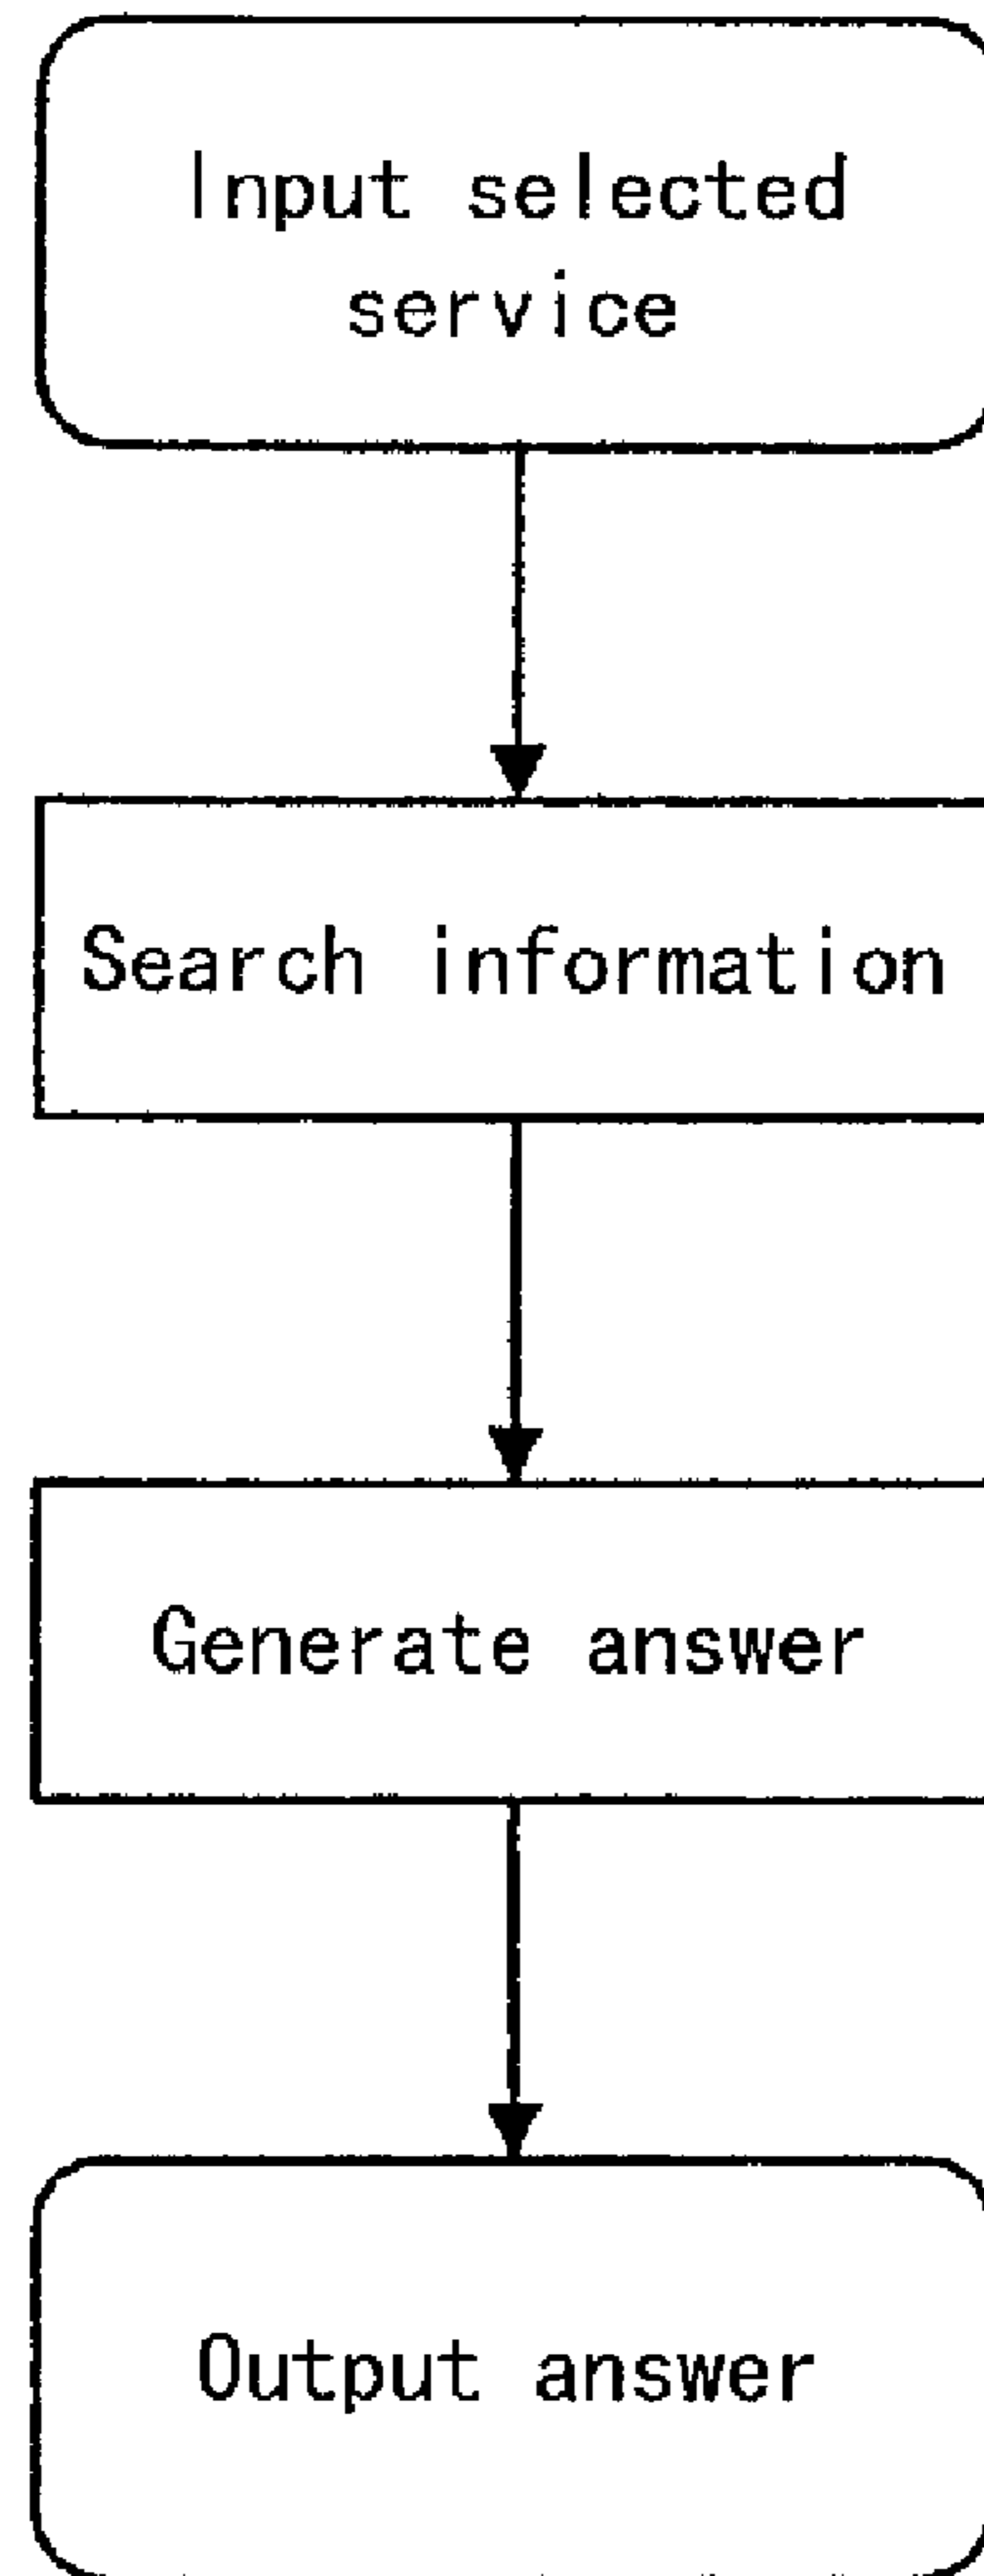 Input selected
service
Search information
Generate answer
Output answer